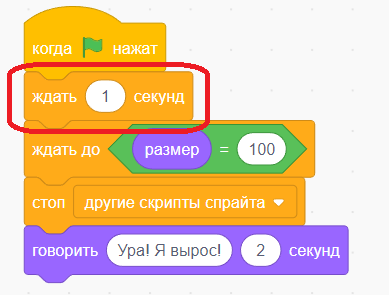 когда нажат
ждать 1 секунд
ждать до размер = 100
стоп другие скрипты спрайта
говорить Ура! Я вырос! 2 секунд